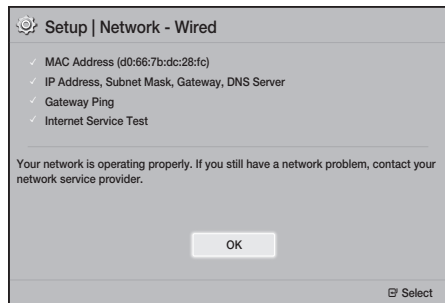 Setup | Network - Wired
MAC Address (d0:66:7b:dc:28:fc)
IP Address, Subnet Mask, Gateway, DNS Server
Gateway Ping
Internet Service Test
Your network is operating properly. If you still have a network problem, contact your
network service provider.
OK
Select